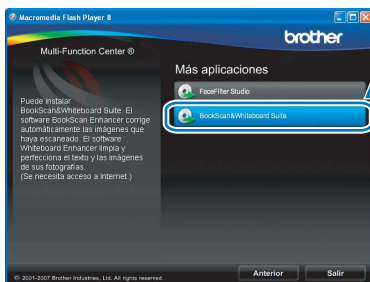 Macromedia Flash Player 8
brother
Multi-Function Center ®
Más aplicaciones
FaceFilter Studio
BookScan&Whiteboard Suite
Puede instalar
BookScan&Whiteboard Suite. El
software BookScan Enhancer corrige
automáticamente las imágenes que
haya escaneado. El software
Whiteboard Enhancer limpia y
perfecciona el texto y las imágenes
de sus fotografías.
(Se necesita acceso a Internet.)
Anterior
Salir
© 2001-2007 Brother Industries, Ltd. All rights reserved.